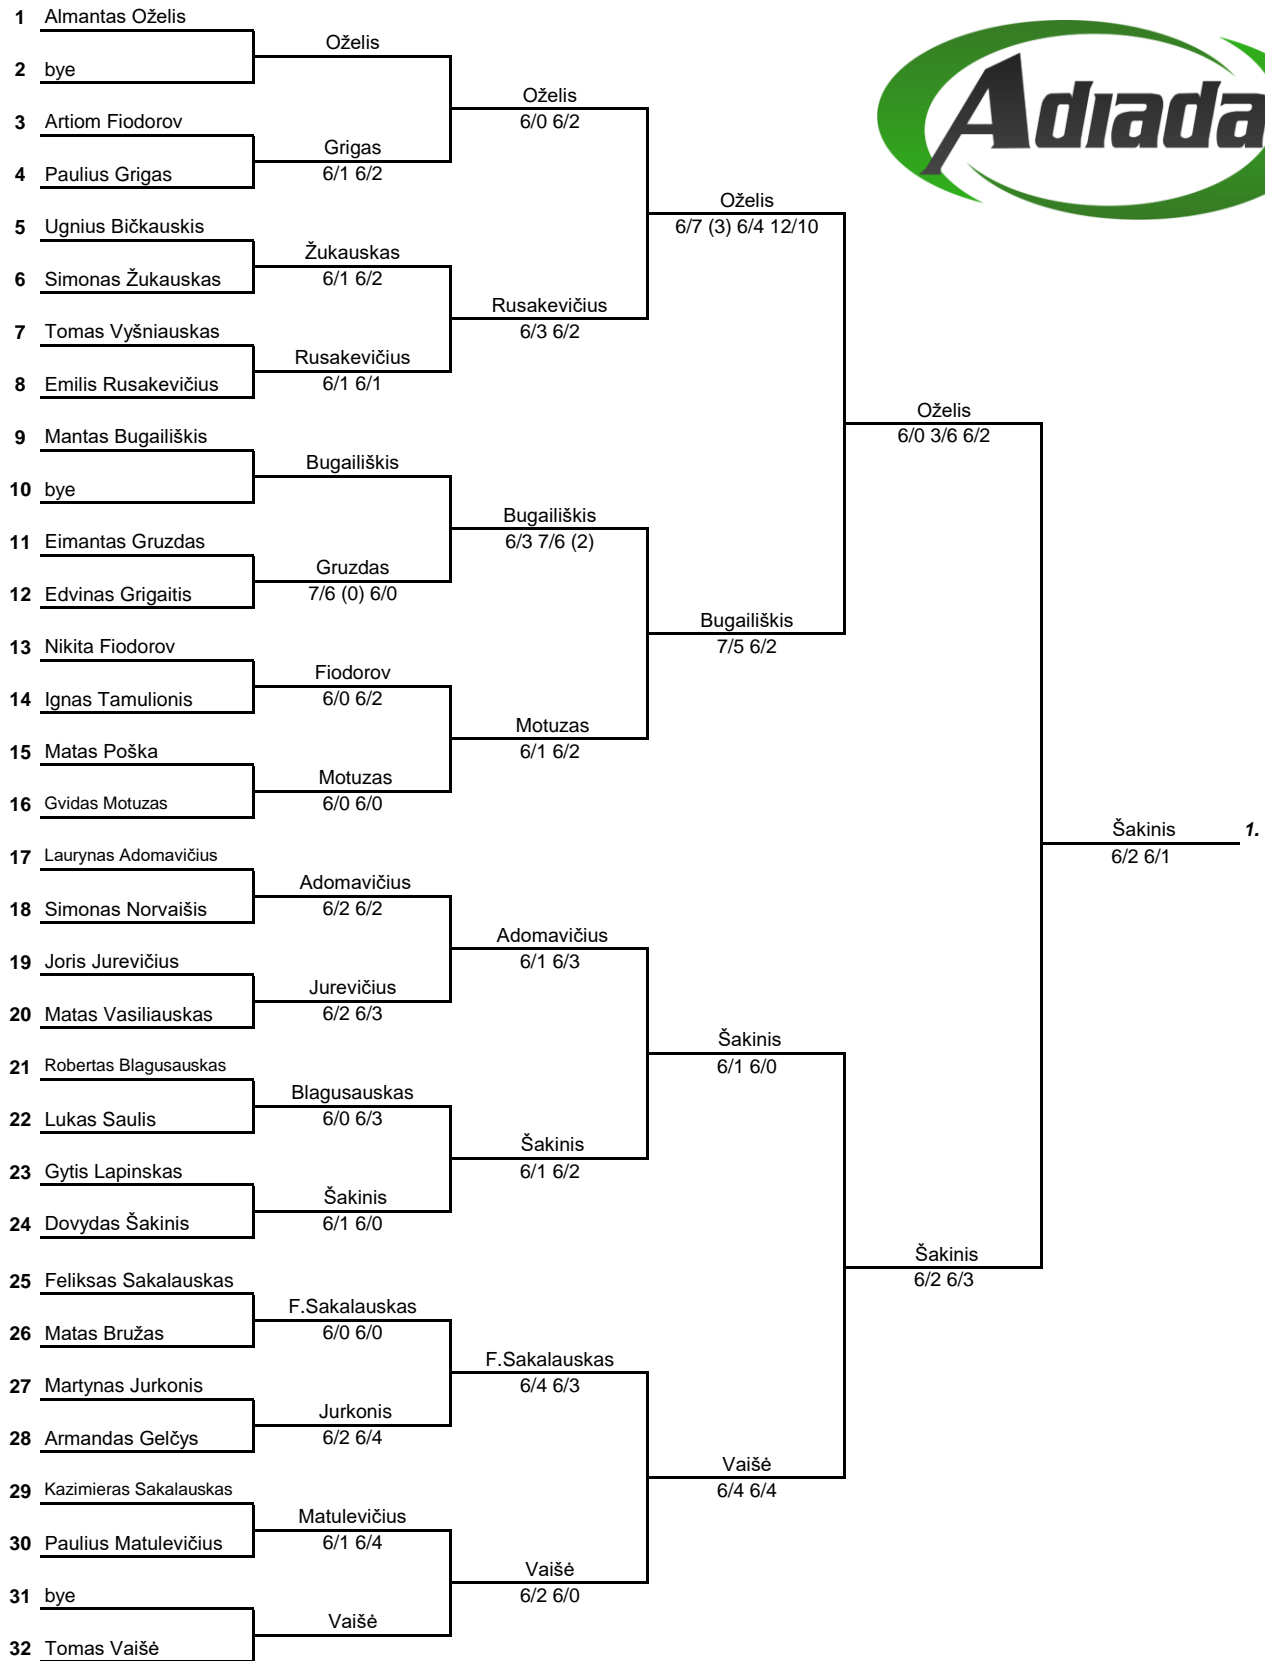 1 Almantas Oželis
2 bye
3 Artiom Fiodorov
4 Paulius Grigas
5 Ugnius Bičkauskis
6 Simonas Žukauskas
7 Tomas Vyšniauskas
8 Emilis Rusakevičius
9 Mantas Bugailiškis
10 bye
11 Eimantas Gruzdas
12 Edvinas Grigaitis
13 Nikita Fiodorov
14 Ignas Tamulionis
15 Matas Poška
16 Gvidas Motuzas
17 Laurynas Adomavičius
18 Simonas Norvaišis
19 Joris Jurevičius
20 Matas Vasiliauskas
21 Robertas Blagusauskas
22 Lukas Saulis
23 Gytis Lapinskas
24 Dovydas Šakinis
25 Feliksas Sakalauskas
26 Matas Bružas
27 Martynas Jurkonis
28 Armandas Gelčys
29 Kazimieras Sakalauskas
30 Paulius Matulevičius
31 bye
32 Tomas Vaišė
Oželis
Grigas
6/1 6/2
Žukauskas
6/1 6/2
Rusakevičius
6/1 6/1
Bugailiškis
Gruzdas
7/6 (0) 6/0
Fiodorov
6/0 6/2
Motuzas
6/0 6/0
Adomavičius
6/2 6/2
Jurevičius
6/2 6/3
Blagusauskas
6/0 6/3
Šakinis
6/1 6/0
F.Sakalauskas
6/0 6/0
Jurkonis
6/2 6/4
Matulevičius
6/1 6/4
Vaišė
Oželis
6/0 6/2
Rusakevičius
6/3 6/2
Bugailiškis
6/3 7/6 (2)
Motuzas
6/1 6/2
Adomavičius
6/1 6/3
Šakinis
6/1 6/2
F.Sakalauskas
6/4 6/3
Vaišė
6/2 6/0
Oželis
6/7 (3) 6/4 12/10
Bugailiškis
7/5 6/2
Šakinis
6/1 6/0
Vaišė
6/4 6/4
Oželis
6/0 3/6 6/2
Šakinis
6/2 6/3
Šakinis 1.
6/2 6/1
Adiada